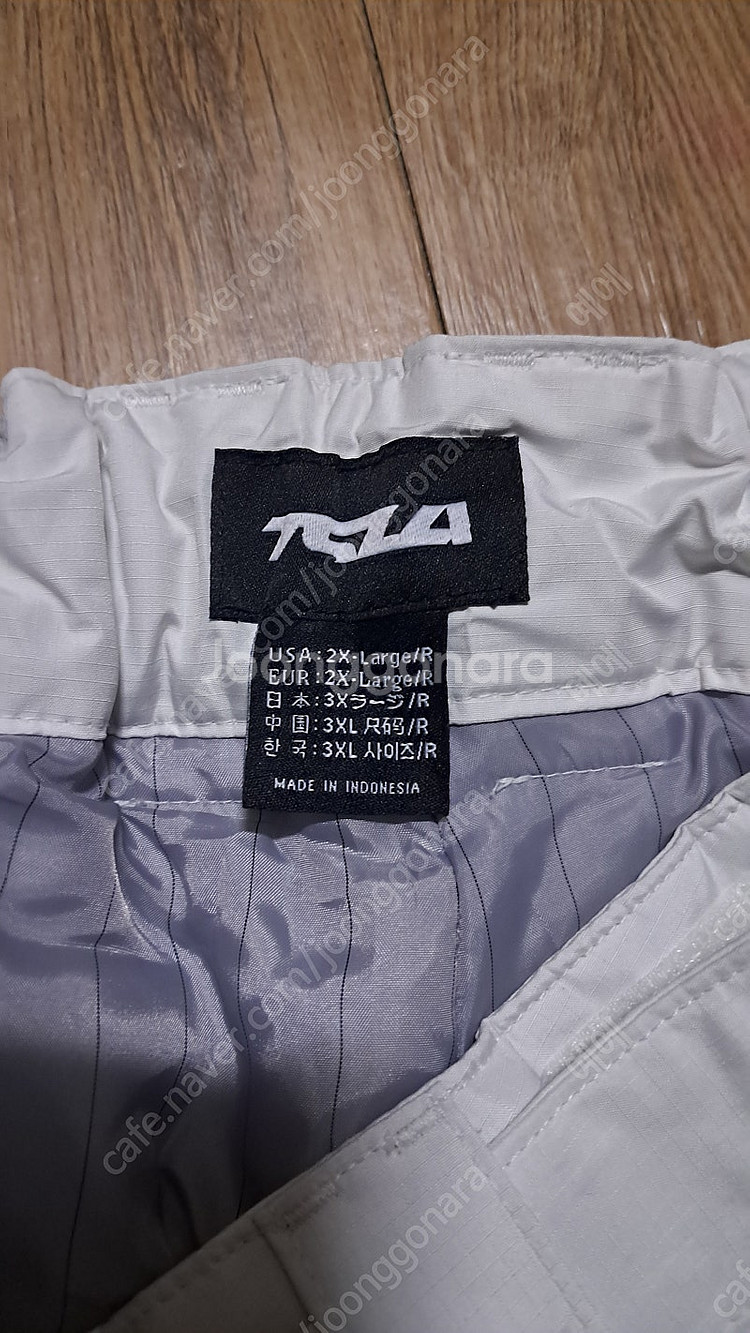 TSLA
USA:2X-Large/R
EUR:2X-Large/R
日本:3Xラージ/R
中国:3XL 尺码/R
한국:3XL 사이즈/R
MADE IN INDONESIA
joonggonara
cafe.naver.com/joonggonara